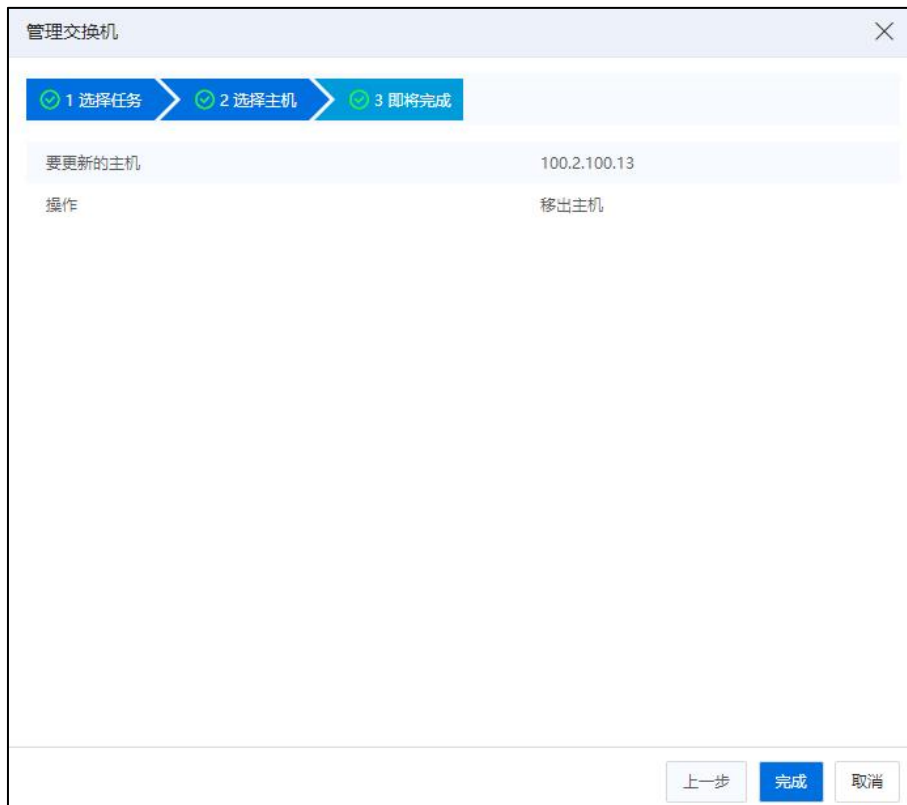 管理交换机
1 选择任务 2 选择主机 3 即将完成
要更新的主机 100.2.100.13
操作 移出主机
上一步 完成 取消